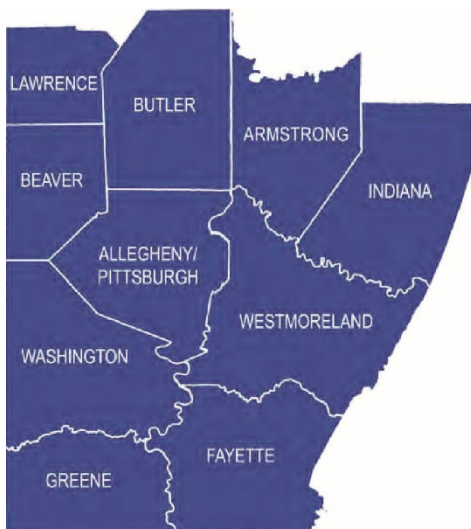 LAWRENCE
BUTLER
ARMSTRONG
BEAVER
INDIANA
ALLEGHENY/
PITTSBURGH
WESTMORELAND
WASHINGTON
FAYETTE
GREENE